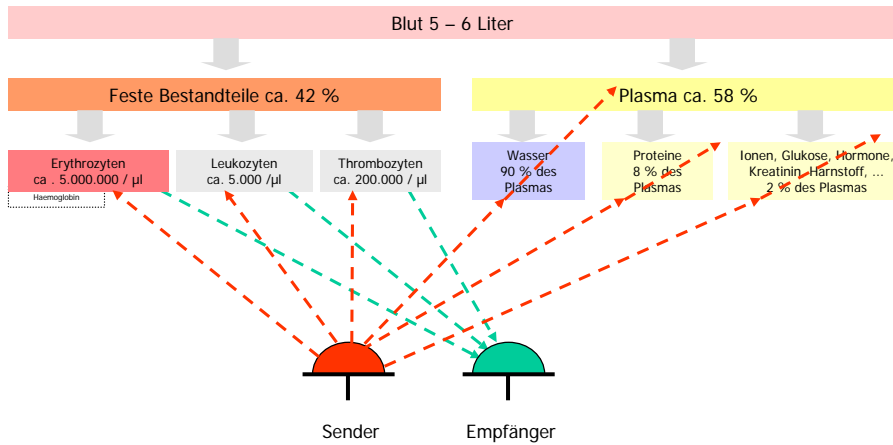 Blut 5 – 6 Liter
Feste Bestandteile ca. 42 %
Plasma ca. 58 %
Erythrozyten
ca . 5.000.000 / µl
Leukozyten
ca. 5.000 /µl
Thrombozyten
ca. 200.000 / µl
Wasser
90 % des
Plasmas
Proteine
8 % des
Plasmas
Ionen, Glukose, Hormone,
Kreatinin, Harnstoff, ...
2 % des Plasmas
Haemoglobin
Sender
Empfänger